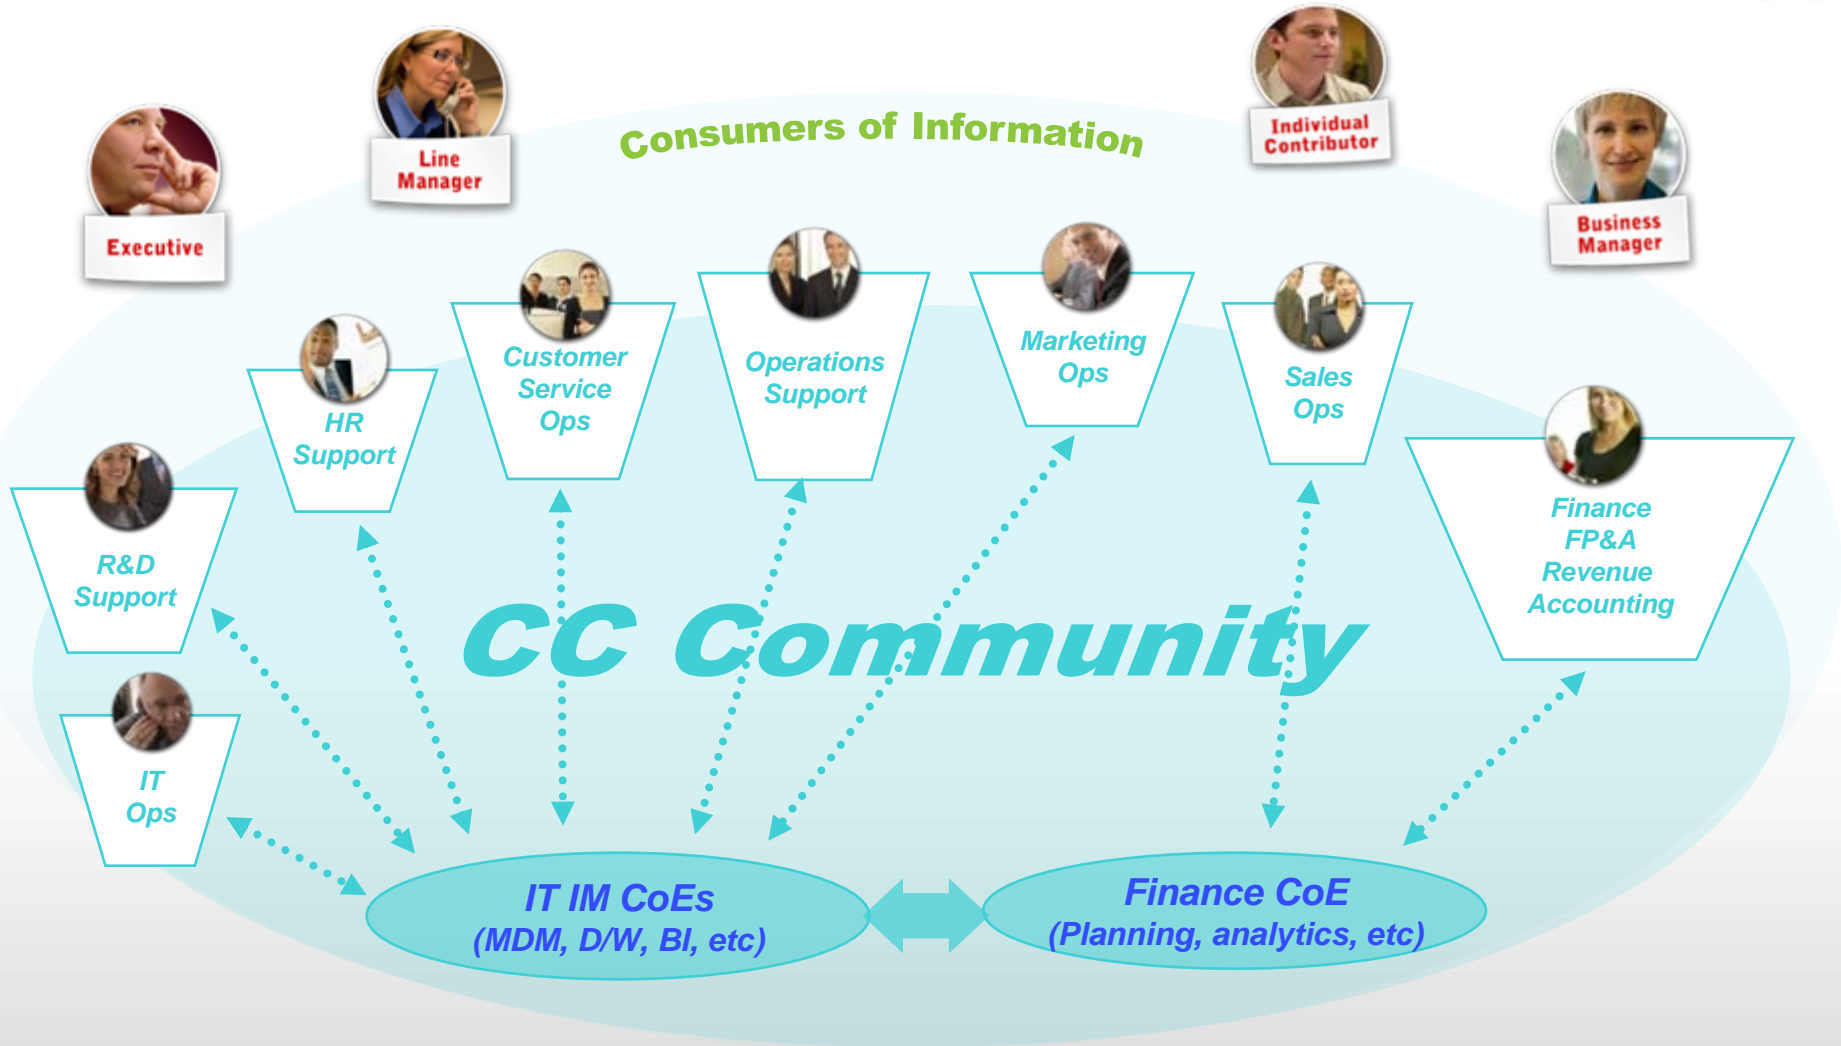 Consumers of Information
Executive
Line
Manager
Individual
Contributor
Business
Manager
R&D
Support
HR
Support
Customer
Service
Ops
Operations
Support
Marketing
Ops
Sales
Ops
Finance
FP&A
Revenue
Accounting
IT
Ops
CC Community
IT IM CoEs
(MDM, D/W, BI, etc)
Finance CoE
(Planning, analytics, etc)